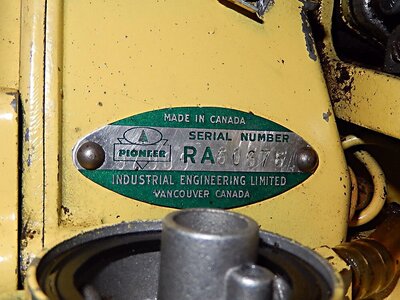 MADE IN CANADA
SERIAL NUMBER
PIONEER
RA
INDUSTRIAL ENGINEERING LIMITED
VANCOUVER CANADA